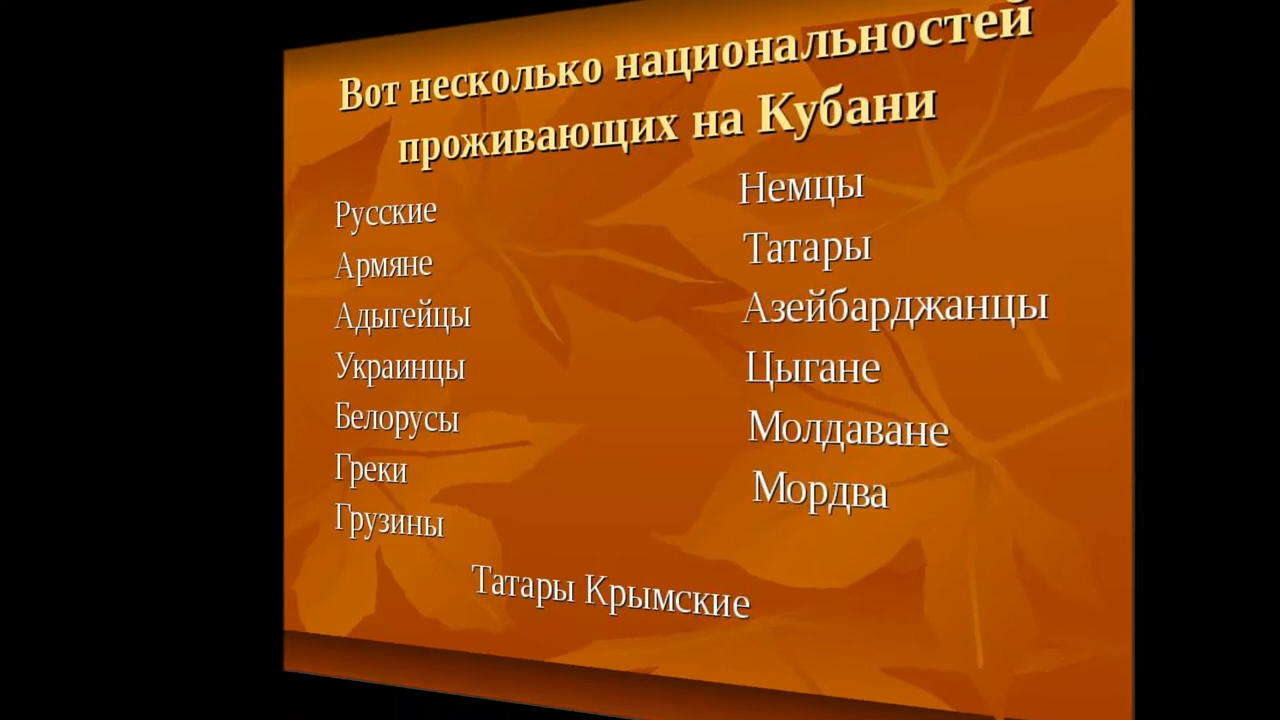 Вот несколько национальностей
проживающих на Кубани
Русские
Армяне
Адыгейцы
Украинцы
Белорусы
Греки
Грузины
Немцы
Татары
Азейбарджанцы
Цыгане
Молдаване
Мордва
Татары Крымские